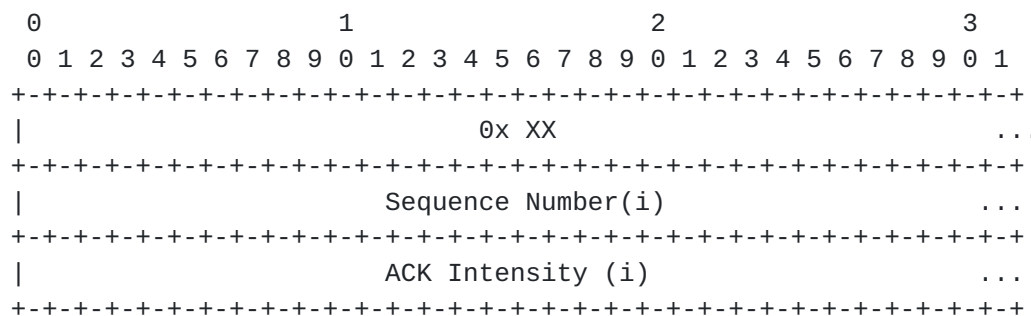 0                   1                   2                   3
 0 1 2 3 4 5 6 7 8 9 0 1 2 3 4 5 6 7 8 9 0 1 2 3 4 5 6 7 8 9 0 1
+-+-+-+-+-+-+-+-+-+-+-+-+-+-+-+-+-+-+-+-+-+-+-+-+-+-+-+-+-+-+-+-+
|                             0x XX                            ...
+-+-+-+-+-+-+-+-+-+-+-+-+-+-+-+-+-+-+-+-+-+-+-+-+-+-+-+-+-+-+-+-+
|                       Sequence Number(i)                    ...
+-+-+-+-+-+-+-+-+-+-+-+-+-+-+-+-+-+-+-+-+-+-+-+-+-+-+-+-+-+-+-+-+
|                       ACK Intensity (i)                     ...
+-+-+-+-+-+-+-+-+-+-+-+-+-+-+-+-+-+-+-+-+-+-+-+-+-+-+-+-+-+-+-+-+